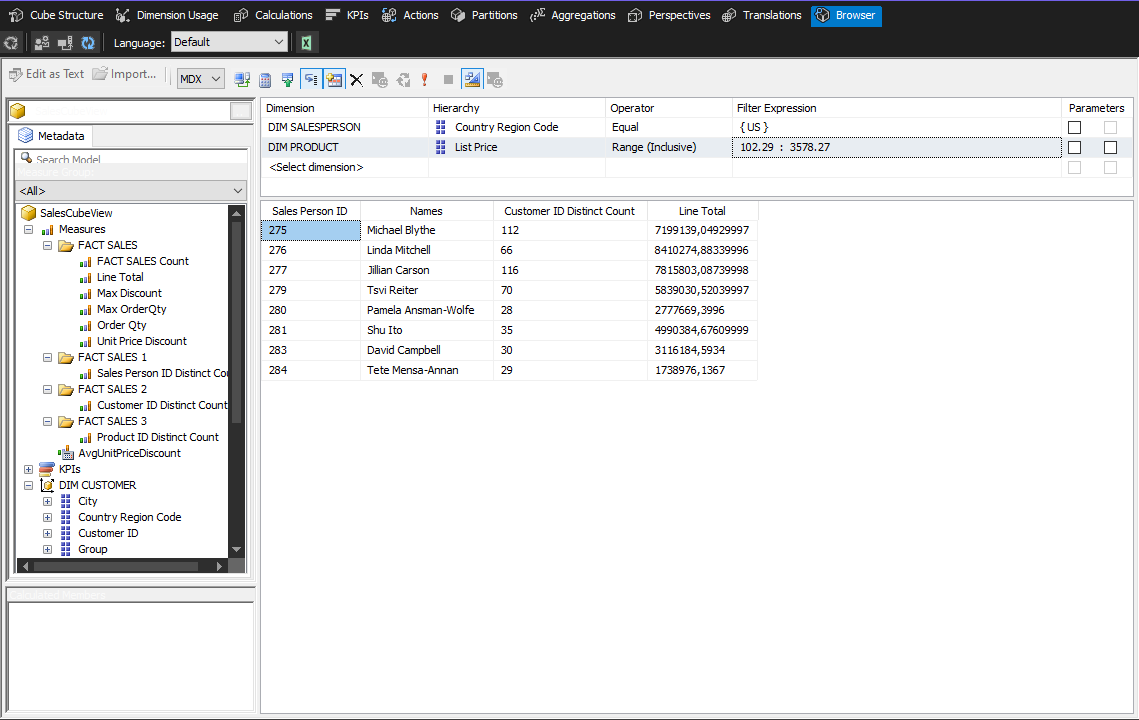 Cube Structure Dimension Usage Calculations KPIs Actions Partitions Aggregations Perspectives Translations Browser
Language: Default
Edit as Text Import... MDX
Metadata
Search Model
Measure Group:
<All>
SalesCubeView
Measures
FACT SALES
FACT SALES Count
Line Total
Max Discount
Max OrderQty
Order Qty
Unit Price Discount
FACT SALES 1
Sales Person ID Distinct Cou
FACT SALES 2
Customer ID Distinct Count
FACT SALES 3
Product ID Distinct Count
AvgUnitPriceDiscount
KPIs
DIM CUSTOMER
City
Country Region Code
Customer ID
Group
Calculated Members
Dimension Hierarchy Operator Filter Expression Parameters
DIM SALESPERSON Country Region Code Equal { US }
DIM PRODUCT List Price Range (Inclusive) 102.29 : 3578.27
<Select dimension>
Sales Person ID Names Customer ID Distinct Count Line Total
275 Michael Blythe 112 7199139,04929997
276 Linda Mitchell 66 8410274,88339996
277 Jillian Carson 116 7815803,08739998
279 Tsvi Reiter 70 5839030,52039997
280 Pamela Ansman-Wolfe 28 2777669,3996
281 Shu Ito 35 4990384,67609999
283 David Campbell 30 3116184,5934
284 Tete Mensa-Annan 29 1738976,1367